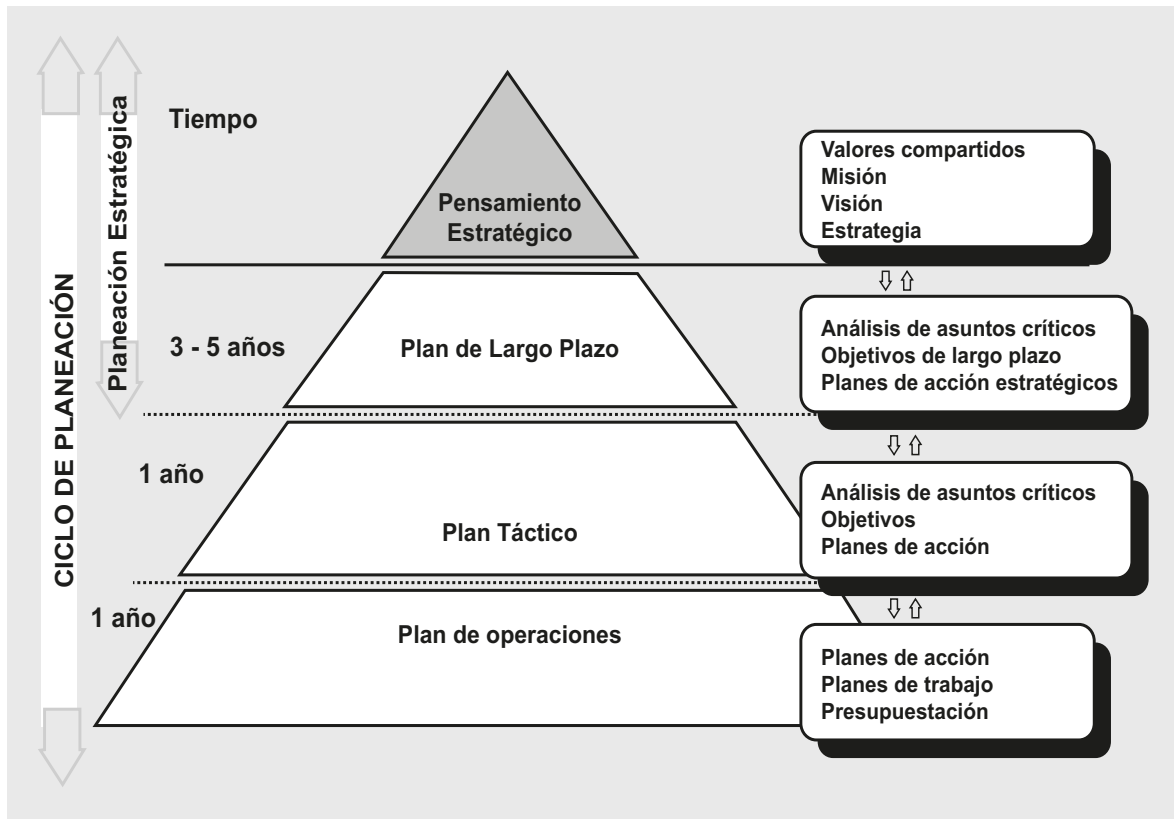 CICLO DE PLANEACIÓN
Planeación Estratégica
Tiempo
Pensamiento
Estratégico
Valores compartidos
Misión
Visión
Estrategia
3 - 5 años
Plan de Largo Plazo
Análisis de asuntos críticos
Objetivos de largo plazo
Planes de acción estratégicos
1 año
Plan Táctico
Análisis de asuntos críticos
Objetivos
Planes de acción
1 año
Plan de operaciones
Planes de acción
Planes de trabajo
Presupuestación